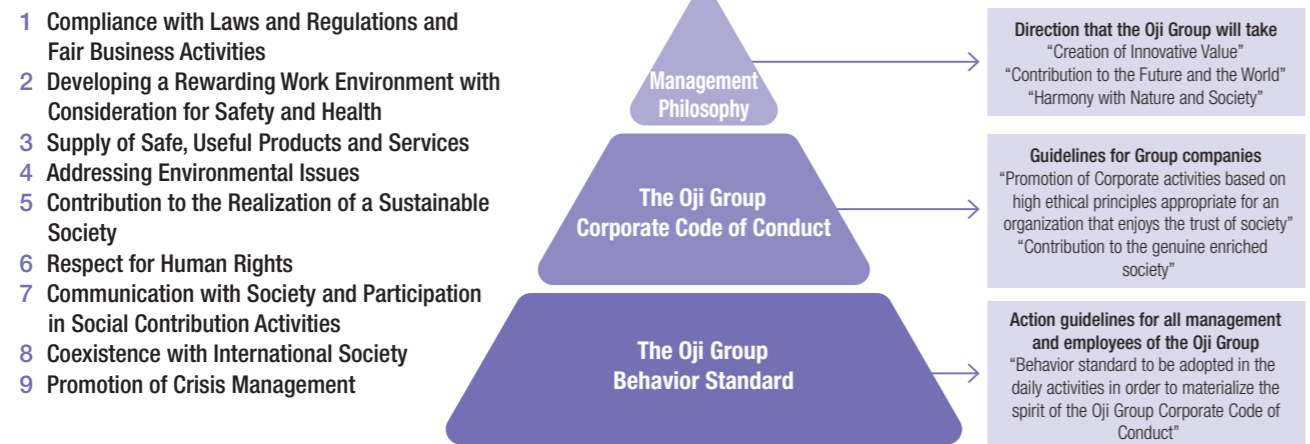 1 Compliance with Laws and Regulations and
Fair Business Activities
2 Developing a Rewarding Work Environment with
Consideration for Safety and Health
3 Supply of Safe, Useful Products and Services
4 Addressing Environmental Issues
5 Contribution to the Realization of a Sustainable
Society
6 Respect for Human Rights
7 Communication with Society and Participation
in Social Contribution Activities
8 Coexistence with International Society
9 Promotion of Crisis Management
Management
Philosophy
Direction that the Oji Group will take
“Creation of Innovative Value”
“Contribution to the Future and the World”
“Harmony with Nature and Society”
The Oji Group
Corporate Code of Conduct
Guidelines for Group companies
“Promotion of Corporate activities based on
high ethical principles appropriate for an
organization that enjoys the trust of society”
“Contribution to the genuine enriched
society”
The Oji Group
Behavior Standard
Action guidelines for all management
and employees of the Oji Group
“Behavior standard to be adopted in the
daily activities in order to materialize the
spirit of the Oji Group Corporate Code of
Conduct”